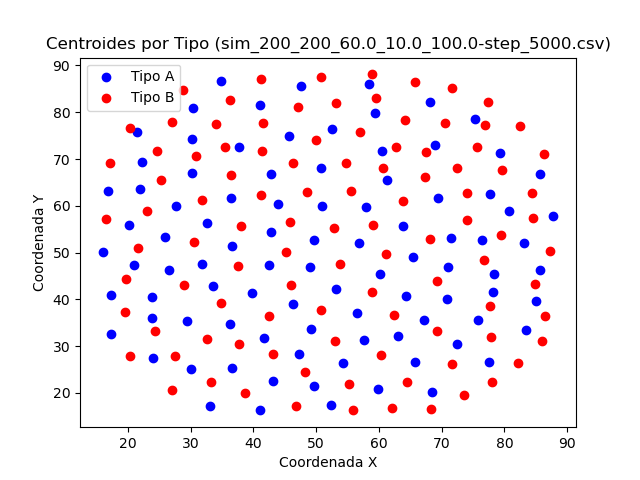 Centroides por Tipo (sim_200_200_60.0_10.0_100.0-step_5000.csv)
Tipo A
Tipo B
Coordenada Y
90
80
70
60
50
40
30
20
20 30 40 50 60 70 80 90
Coordenada X